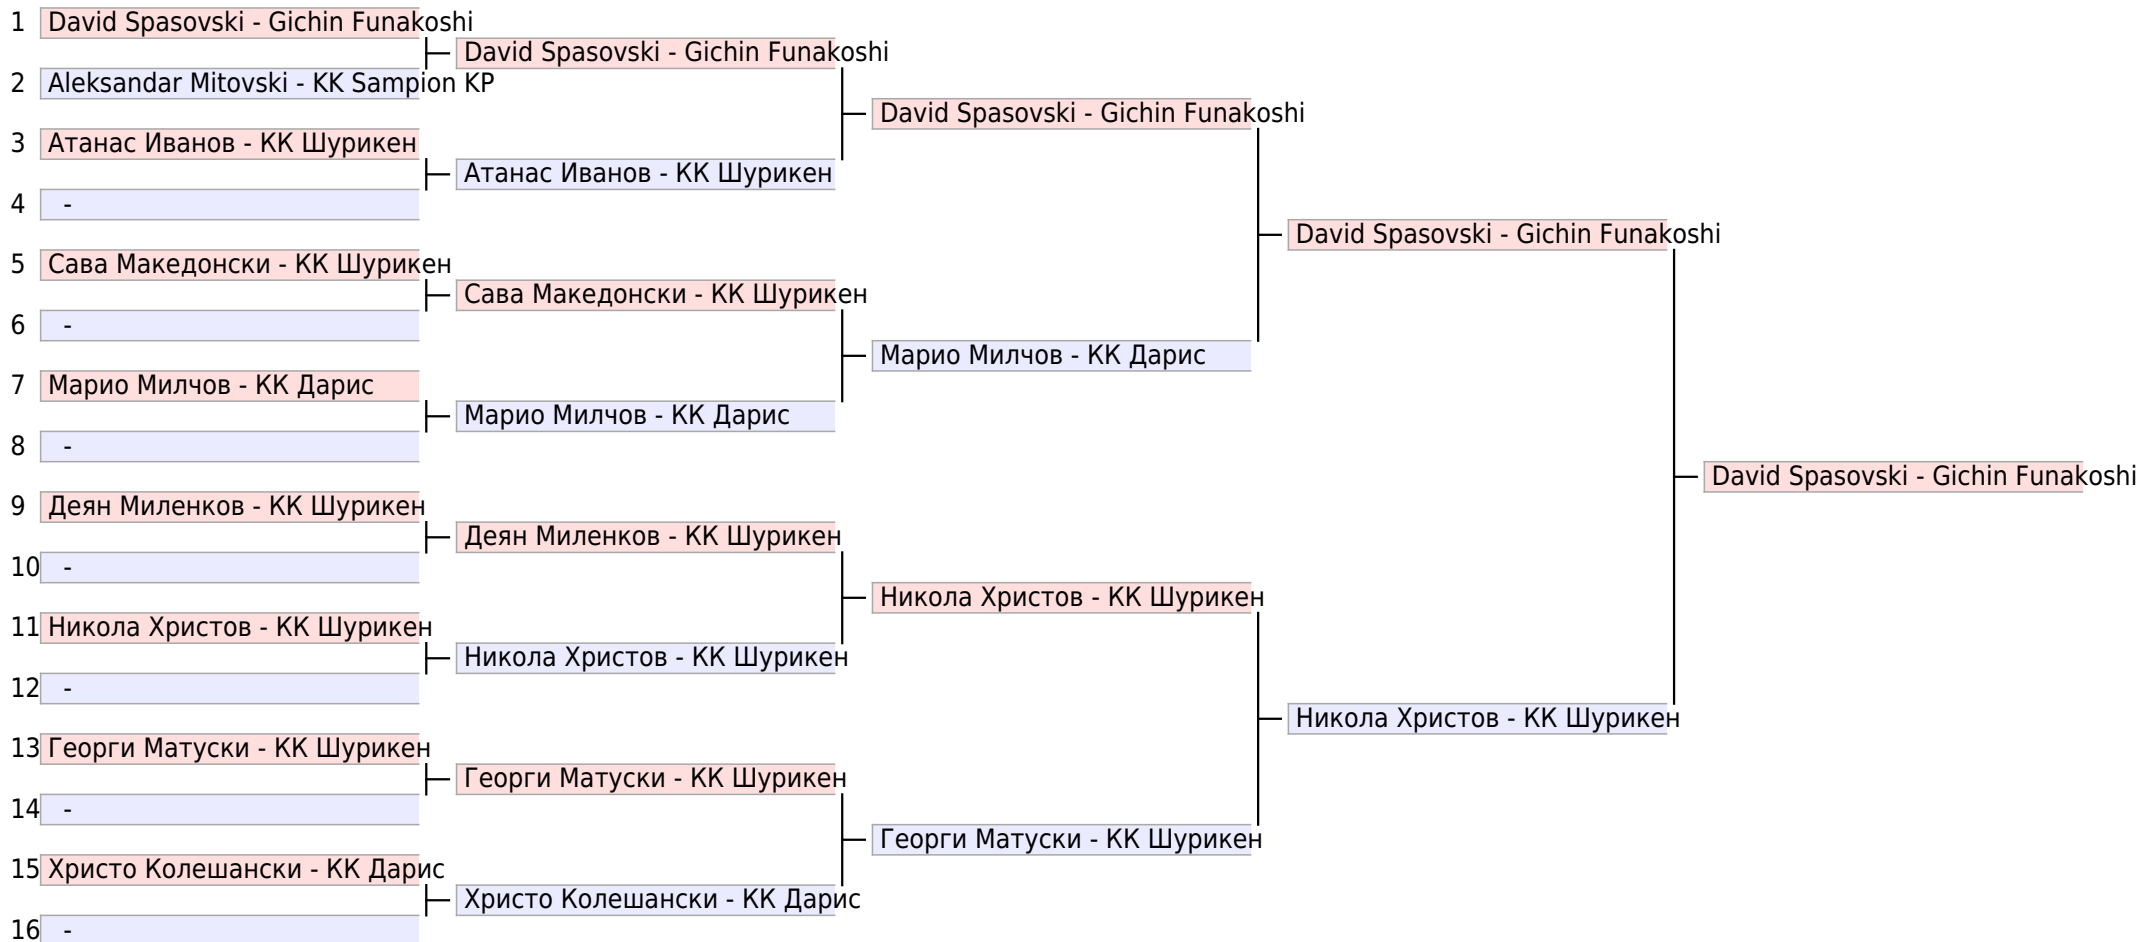 1 David Spasovski - Gichin Funakoshi
David Spasovski - Gichin Funakoshi
2 Aleksandar Mitovski - KK Sampion KP
David Spasovski - Gichin Funakoshi
3 Атанас Иванов - КК Шурикен
Атанас Иванов - КК Шурикен
4 -
David Spasovski - Gichin Funakoshi
5 Сава Македонски - КК Шурикен
Сава Македонски - КК Шурикен
6 -
Марио Милчов - КК Дарис
7 Марио Милчов - КК Дарис
Марио Милчов - КК Дарис
8 -
David Spasovski - Gichin Funakoshi
9 Деян Миленков - КК Шурикен
Деян Миленков - КК Шурикен
10 -
Никола Христов - КК Шурикен
11 Никола Христов - КК Шурикен
Никола Христов - КК Шурикен
12 -
Никола Христов - КК Шурикен
13 Георги Матуски - КК Шурикен
Георги Матуски - КК Шурикен
14 -
Георги Матуски - КК Шурикен
15 Христо Колешански - КК Дарис
Христо Колешански - КК Дарис
16 -